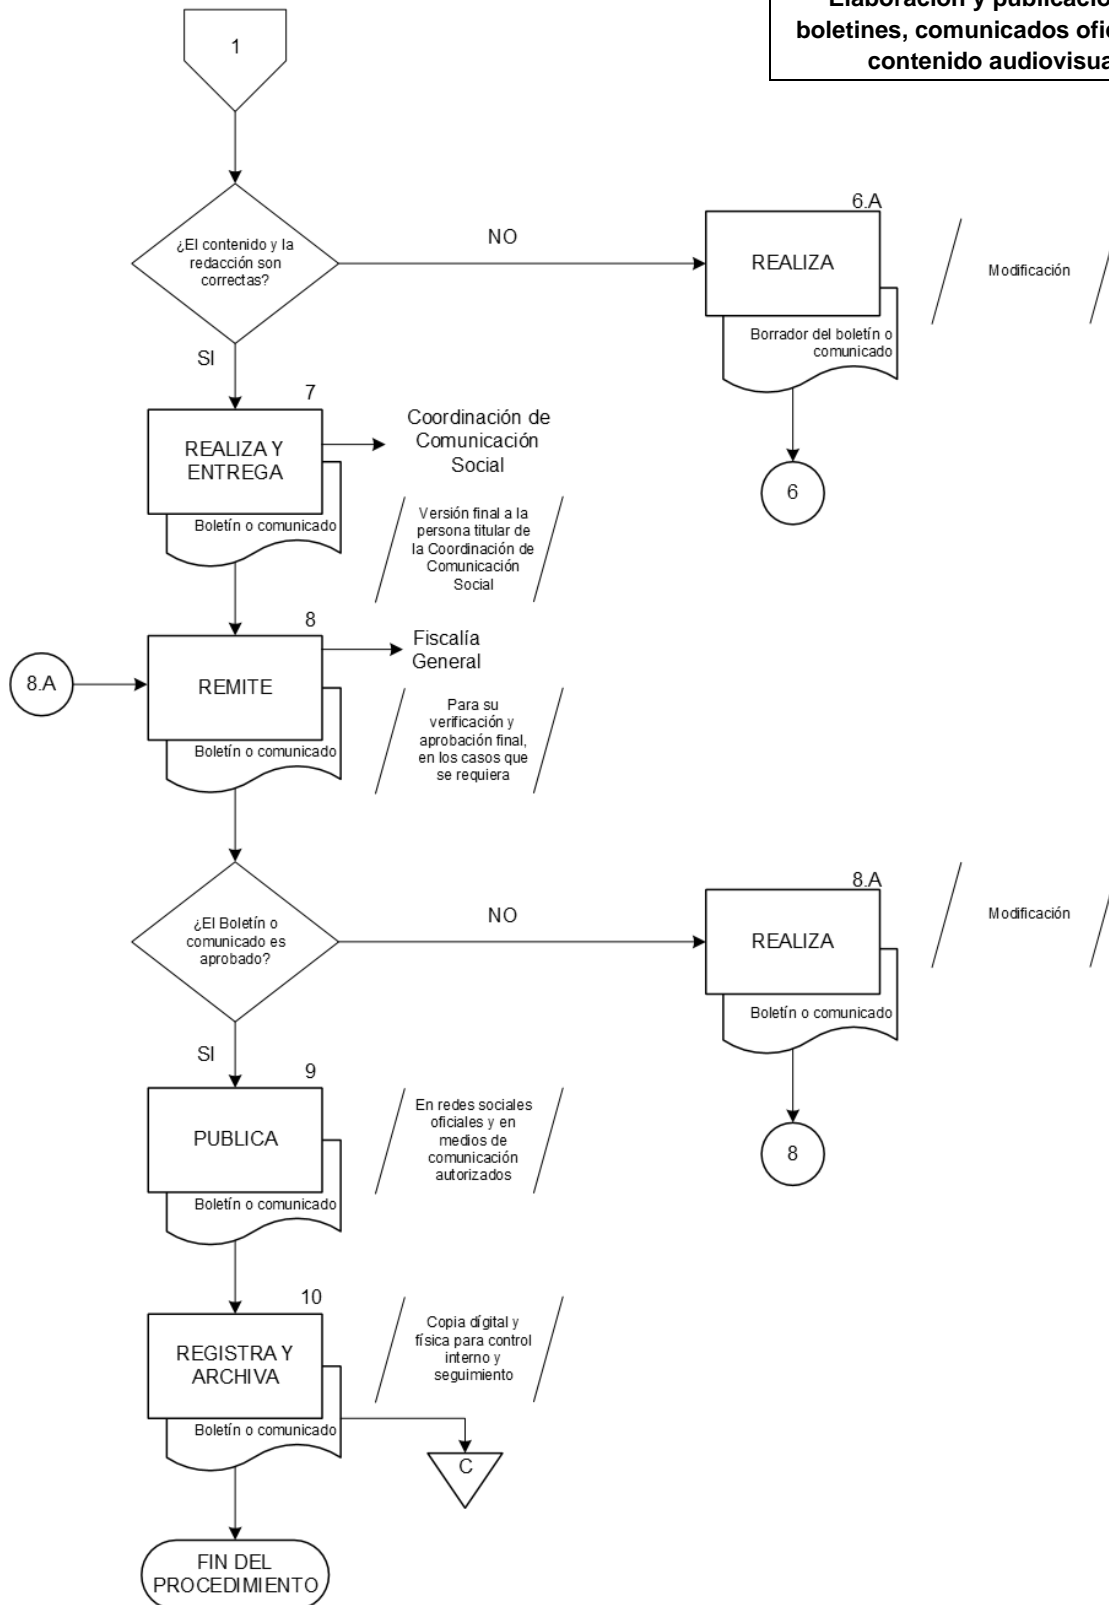 Elaboración y publicación
boletines, comunicados
contenido
1
¿El contenido y la
redacción son
correctas?
NO
6.A
REALIZA
Borrador del boletín o
comunicado
Modificación
6
SI
7
REALIZA Y
ENTREGA
Boletín o comunicado
Coordinación de
Comunicación
Social
Versión final a la
persona titular de
la Coordinación de
Comunicación
Social
8.A
8
REMITE
Boletín o comunicado
Fiscalía
General
Para su
verificación y
aprobación final,
en los casos que
se requiera
¿El Boletín o
comunicado es
aprobado?
NO
8.A
REALIZA
Boletín o comunicado
Modificación
8
SI
9
PUBLICA
Boletín o comunicado
En redes sociales
oficiales y en
medios de
comunicación
autorizados
10
REGISTRA Y
ARCHIVA
Boletín o comunicado
Copia dígital y
física para control
interno y
seguimiento
C
FIN DEL
PROCEDIMIENTO